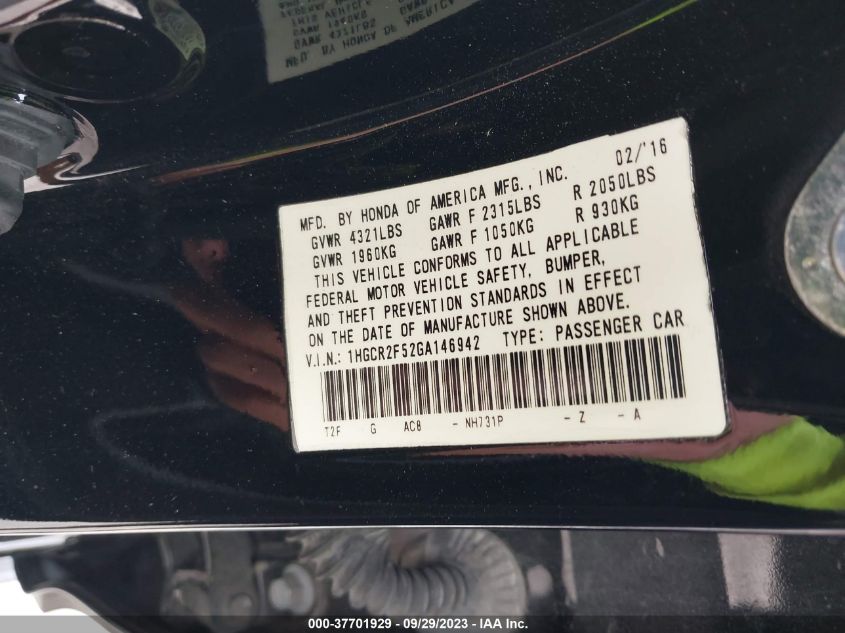 02/'16
MFD. BY HONDA OF AMERICA MFG., INC.
GVWR 4321LBS GAWR F 2315LBS R 2050LBS
GVWR 1960KG GAWR F 1050KG R 930KG
THIS VEHICLE CONFORMS TO ALL APPLICABLE
FEDERAL MOTOR VEHICLE SAFETY, BUMPER,
AND THEFT PREVENTION STANDARDS IN EFFECT
ON THE DATE OF MANUFACTURE SHOWN ABOVE.
V.I.N.: 1HGCR2F52GA146942 TYPE: PASSENGER CAR
T2F G AC8 - NH731P - Z - A
000-37701929 - 09/29/2023 - IAA Inc.